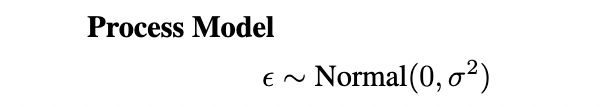 Process Model
ϵ ∼ Normal(0, σ²)